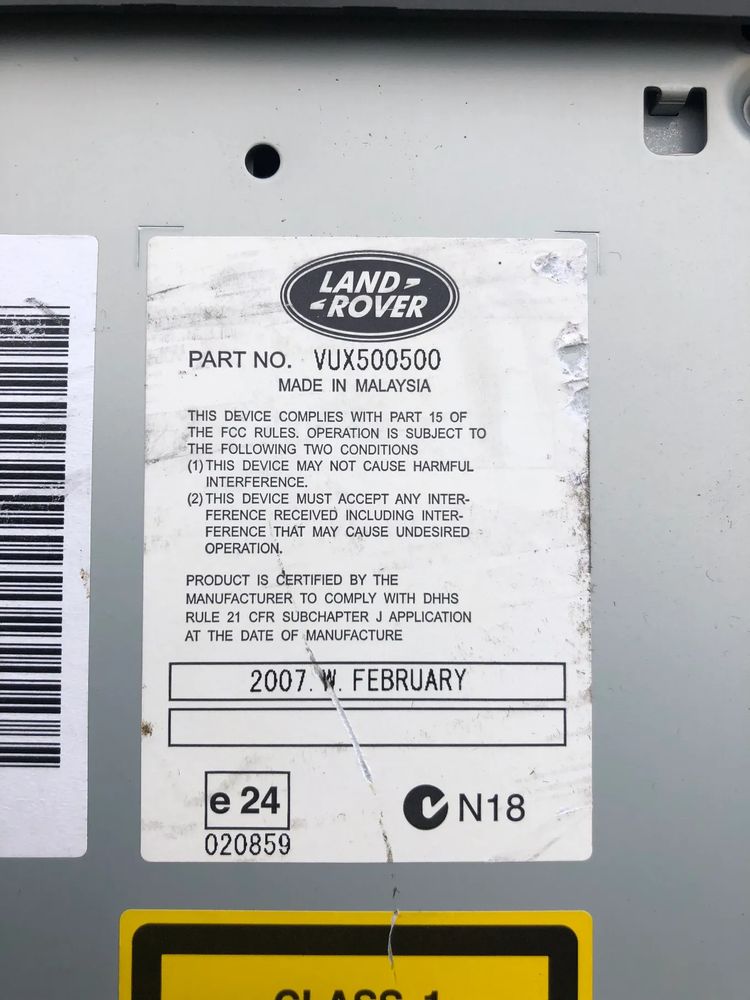 LAND-
-ROVER
PART NO. VUX500500
MADE IN MALAYSIA
THIS DEVICE COMPLIES WITH PART 15 OF
THE FCC RULES. OPERATION IS SUBJECT TO
THE FOLLOWING TWO CONDITIONS
(1) THIS DEVICE MAY NOT CAUSE HARMFUL
INTERFERENCE.
(2) THIS DEVICE MUST ACCEPT ANY INTER-
FERENCE RECEIVED INCLUDING INTER-
FERENCE THAT MAY CAUSE UNDESIRED
OPERATION.
PRODUCT IS CERTIFIED BY THE
MANUFACTURER TO COMPLY WITH DHHS
RULE 21 CFR SUBCHAPTER J APPLICATION
AT THE DATE OF MANUFACTURE
2007. W. FEBRUARY
e 24
020859
N18
CLASS 1